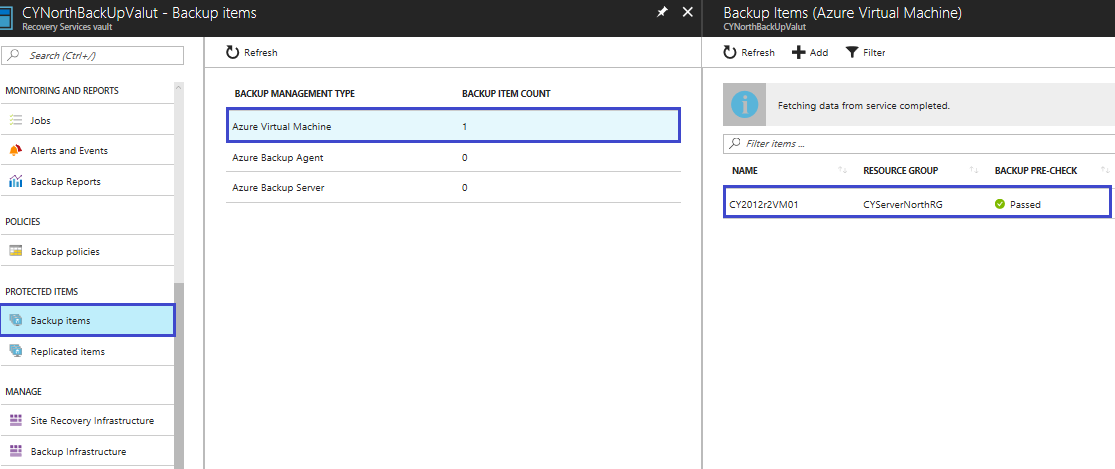 CYNorthBackUpValut - Backup items
Recovery Services vault
Search (Ctrl+/)
MONITORING AND REPORTS
Jobs
Alerts and Events
Backup Reports
POLICIES
Backup policies
PROTECTED ITEMS
Backup items
Replicated items
MANAGE
Site Recovery Infrastructure
Backup Infrastructure
Refresh
BACKUP MANAGEMENT TYPE BACKUP ITEM COUNT
Azure Virtual Machine 1
Azure Backup Agent 0
Azure Backup Server 0
Backup Items (Azure Virtual Machine)
CYNorthBackUpValut
Refresh Add Filter
Fetching data from service completed.
Filter items ...
NAME RESOURCE GROUP BACKUP PRE-CHECK
CY2012r2VM01 CYServerNorthRG Passed